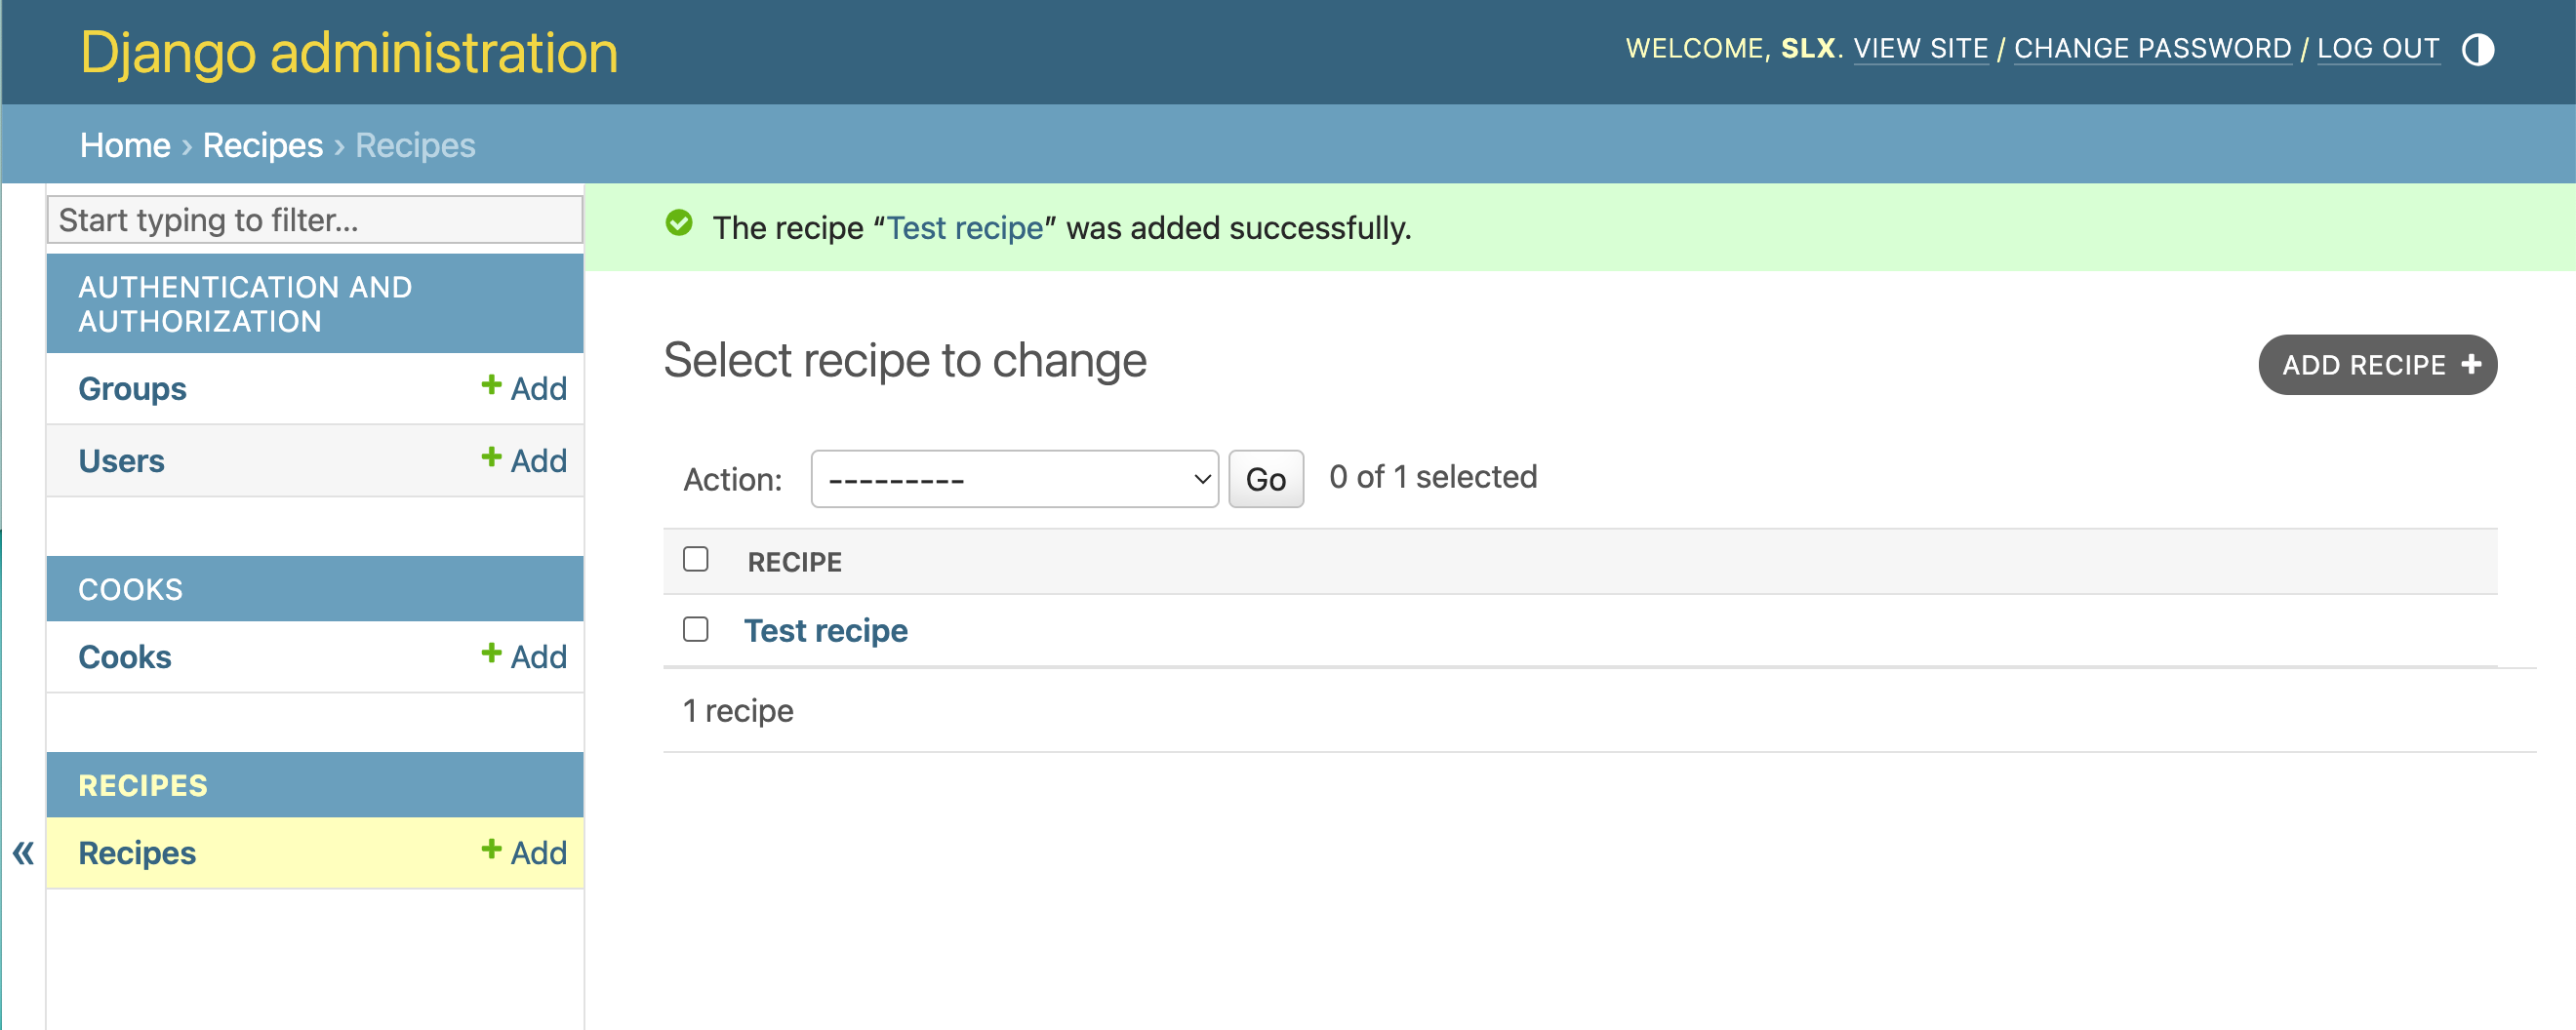 Django administration
WELCOME, SLX. VIEW SITE / CHANGE PASSWORD / LOG OUT
Home › Recipes › Recipes
Start typing to filter...
AUTHENTICATION AND
AUTHORIZATION
Groups + Add
Users + Add
COOKS
Cooks + Add
RECIPES
« Recipes + Add
The recipe “Test recipe” was added successfully.
Select recipe to change
ADD RECIPE +
Action: --------- Go 0 of 1 selected
RECIPE
Test recipe
1 recipe